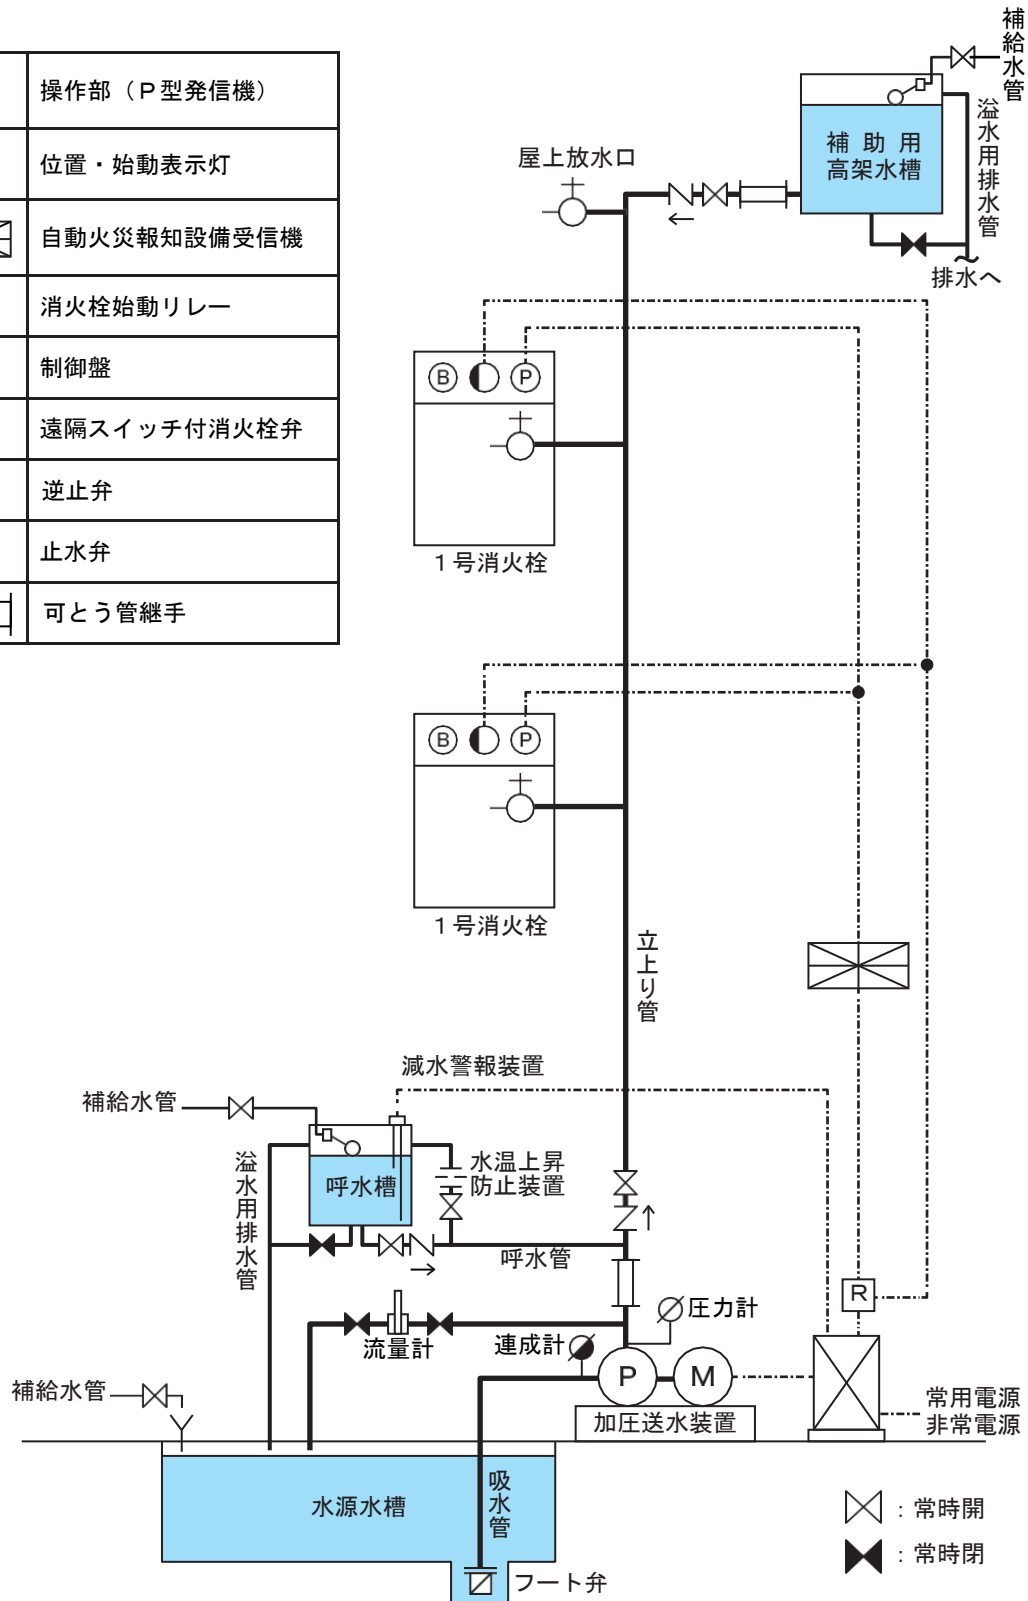 操作部（P型発信機）
位置・始動表示灯
自動火災報知設備受信機
消火栓始動リレー
制御盤
遠隔スイッチ付消火栓弁
逆止弁
止水弁
可とう管継手
補給水管
溢水用排水管
補助用
高架水槽
排水へ
屋上放水口
B
P
1号消火栓
B
P
1号消火栓
立上り管
減水警報装置
補給水管
溢水用排水管
呼水槽
水温上昇
防止装置
呼水管
流量計
連成計
圧力計
R
P
M
加圧送水装置
常用電源
非常電源
補給水管
水源水槽
吸水管
フート弁
：常時開
：常時閉